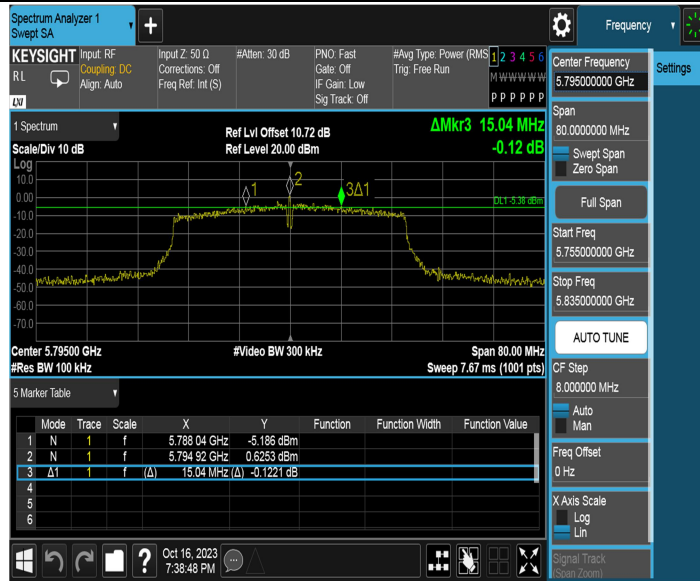 Spectrum Analyzer 1
Swept SA
Frequency
KEYSIGHT
RL
LXI
Input: RF
Coupling: DC
Align: Auto
Input Z: 50 Ω
Corrections: Off
Freq Ref: Int (S)
#Atten: 30 dB
PNO: Fast
Gate: Off
IF Gain: Low
Sig Track: Off
#Avg Type: Power (RMS
Trig: Free Run
1 2 3 4 5 6
M W W W W W
P P P P P P
Center Frequency
5.795000000 GHz
Settings
1 Spectrum
Scale/Div 10 dB
Ref Lvl Offset 10.72 dB
Ref Level 20.00 dBm
ΔMkr3 15.04 MHz
-0.12 dB
Log
10.0
0.00
-10.0
-20.0
-30.0
-40.0
-50.0
-60.0
-70.0
1
2
3Δ1
DL1 -5.38 dBm
Center 5.79500 GHz
#Res BW 100 kHz
#Video BW 300 kHz
Span 80.00 MHz
Sweep 7.67 ms (1001 pts)
Span
80.0000000 MHz
Swept Span
Zero Span
Full Span
Start Freq
5.755000000 GHz
Stop Freq
5.835000000 GHz
AUTO TUNE
CF Step
8.000000 MHz
Auto
Man
Freq Offset
0 Hz
X Axis Scale
Log
Lin
Signal Track
(Span Zoom)
5 Marker Table
Mode Trace Scale X Y Function Function Width Function Value
1 N 1 f 5.788 04 GHz -5.186 dBm
2 N 1 f 5.794 92 GHz 0.6253 dBm
3 Δ1 1 f (Δ) 15.04 MHz (Δ) -0.1221 dB
4
5
6
?
Oct 16, 2023
7:38:48 PM